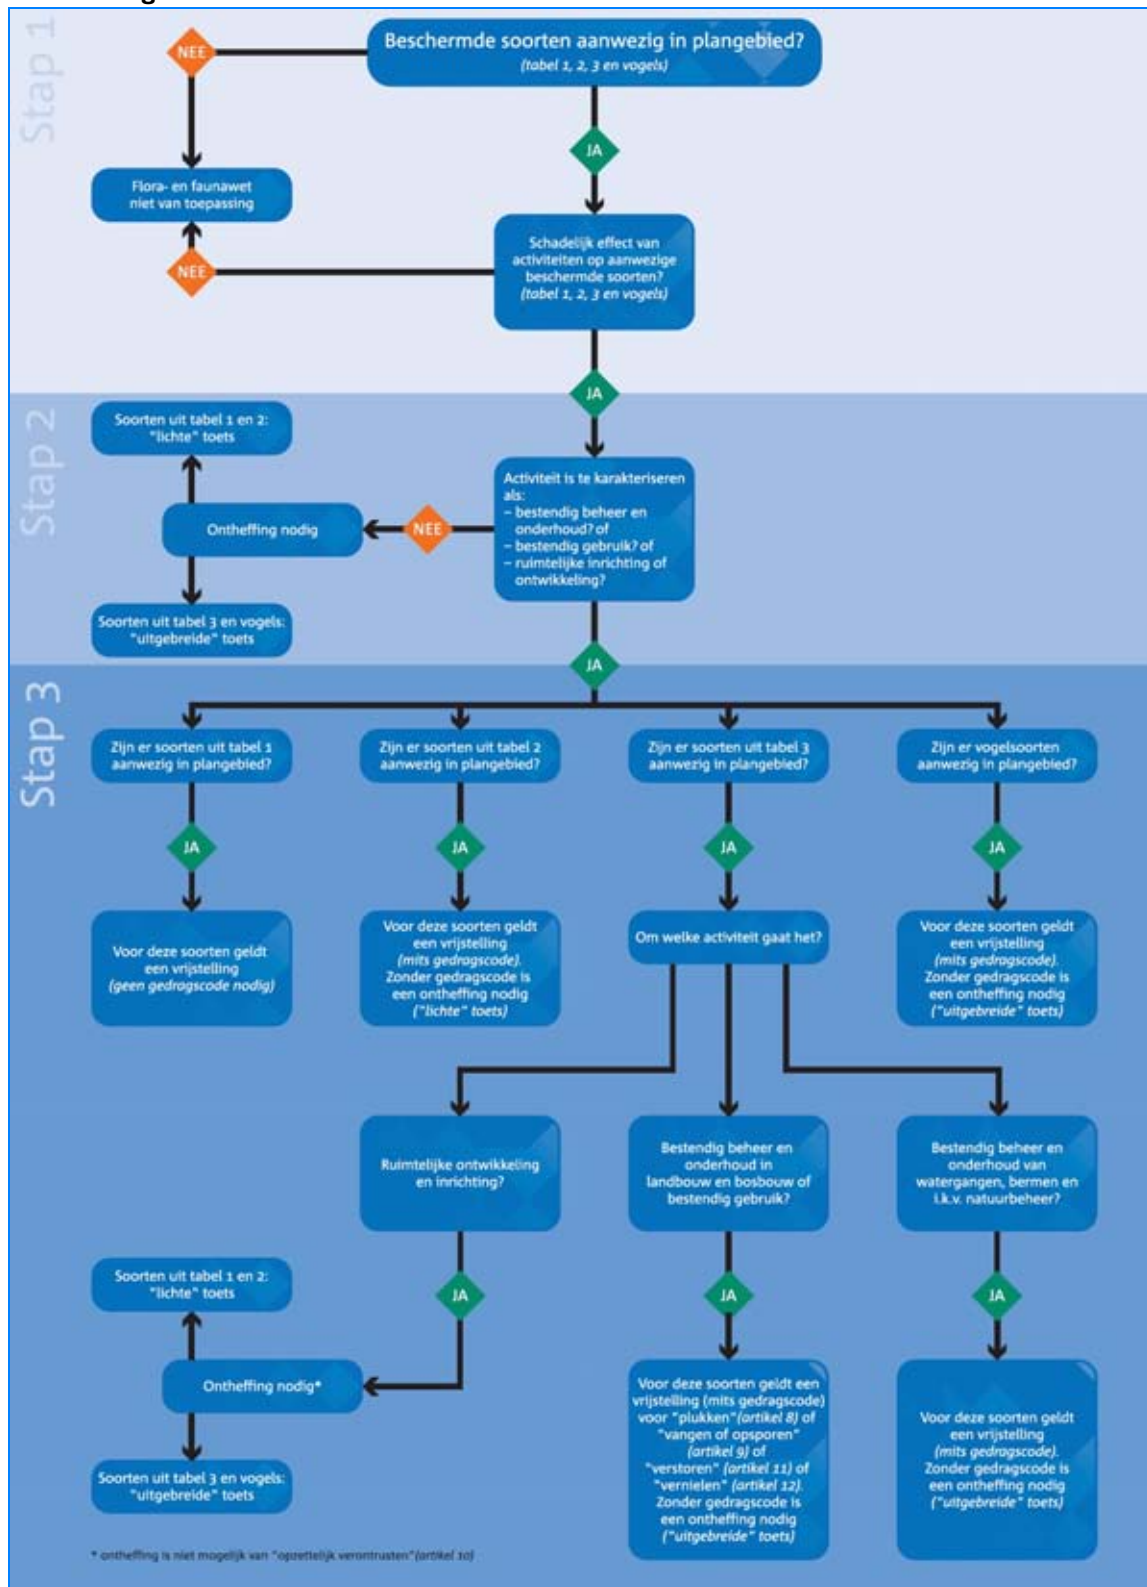 Stap 1
Beschermde soorten aanwezig in plangebied?
(tabel 1, 2, 3 en vogels)
NEE
JA
Flora- en faunawet
niet van toepassing
Schadelijk effect van
activiteiten op aanwezige
beschermde soorten?
(tabel 1, 2, 3 en vogels)
NEE
JA
Stap 2
Soorten uit tabel 1 en 2:
"lichte" toets
Activiteit is te karakteriseren
als:
– bestendig beheer en
onderhoud? of
– bestendig gebruik? of
– ruimtelijke inrichting of
ontwikkeling?
NEE
Ontheffing nodig
Soorten uit tabel 3 en vogels:
"uitgebreide" toets
JA
Stap 3
Zijn er soorten uit tabel 1
aanwezig in plangebied?
Zijn er soorten uit tabel 2
aanwezig in plangebied?
Zijn er soorten uit tabel 3
aanwezig in plangebied?
Zijn er vogelsoorten
aanwezig in plangebied?
JA
JA
JA
JA
Voor deze soorten geldt
een vrijstelling
(geen gedragscode nodig)
Voor deze soorten geldt
een vrijstelling
(mits gedragscode).
Zonder gedragscode is
een ontheffing nodig
("lichte" toets)
Om welke activiteit gaat het?
Voor deze soorten geldt
een vrijstelling
(mits gedragscode).
Zonder gedragscode is
een ontheffing nodig
("uitgebreide" toets)
Ruimtelijke ontwikkeling
en inrichting?
Bestendig beheer en
onderhoud in
landbouw en bosbouw of
bestendig gebruik?
Bestendig beheer en
onderhoud van
watergangen, bermen en
i.k.v. natuurbeheer?
JA
JA
JA
Soorten uit tabel 1 en 2:
"lichte" toets
Ontheffing nodig*
Soorten uit tabel 3 en vogels:
"uitgebreide" toets
Voor deze soorten geldt een
vrijstelling (mits gedragscode)
voor "plukken"(artikel 8) of
"vangen of opsporen"
(artikel 9) of
"verstoren" (artikel 11) of
"vernielen" (artikel 12).
Zonder gedragscode is
een ontheffing nodig
("uitgebreide" toets)
Voor deze soorten geldt
een vrijstelling
(mits gedragscode).
Zonder gedragscode is
een ontheffing nodig
("uitgebreide" toets)
* ontheffing is niet mogelijk van "opzettelijk verontrusten"(artikel 10)